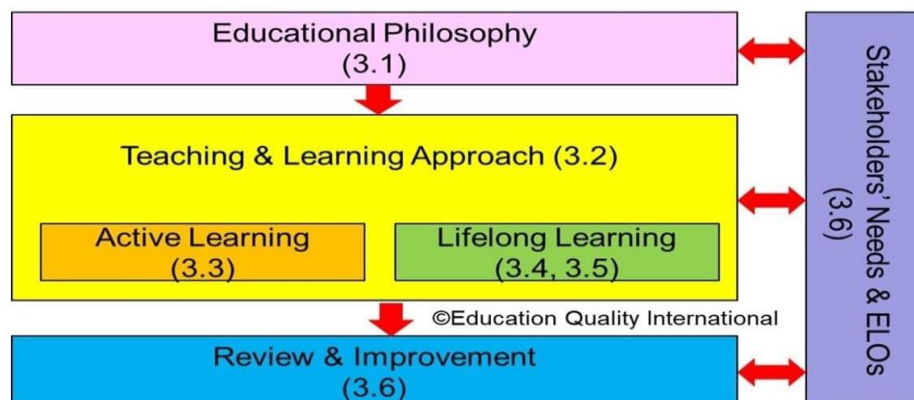 Educational Philosophy
(3.1)
Teaching & Learning Approach (3.2)
Active Learning
(3.3)
Lifelong Learning
(3.4, 3.5)
©Education Quality International
Review & Improvement
(3.6)
Stakeholders' Needs & ELOs
(3.6)